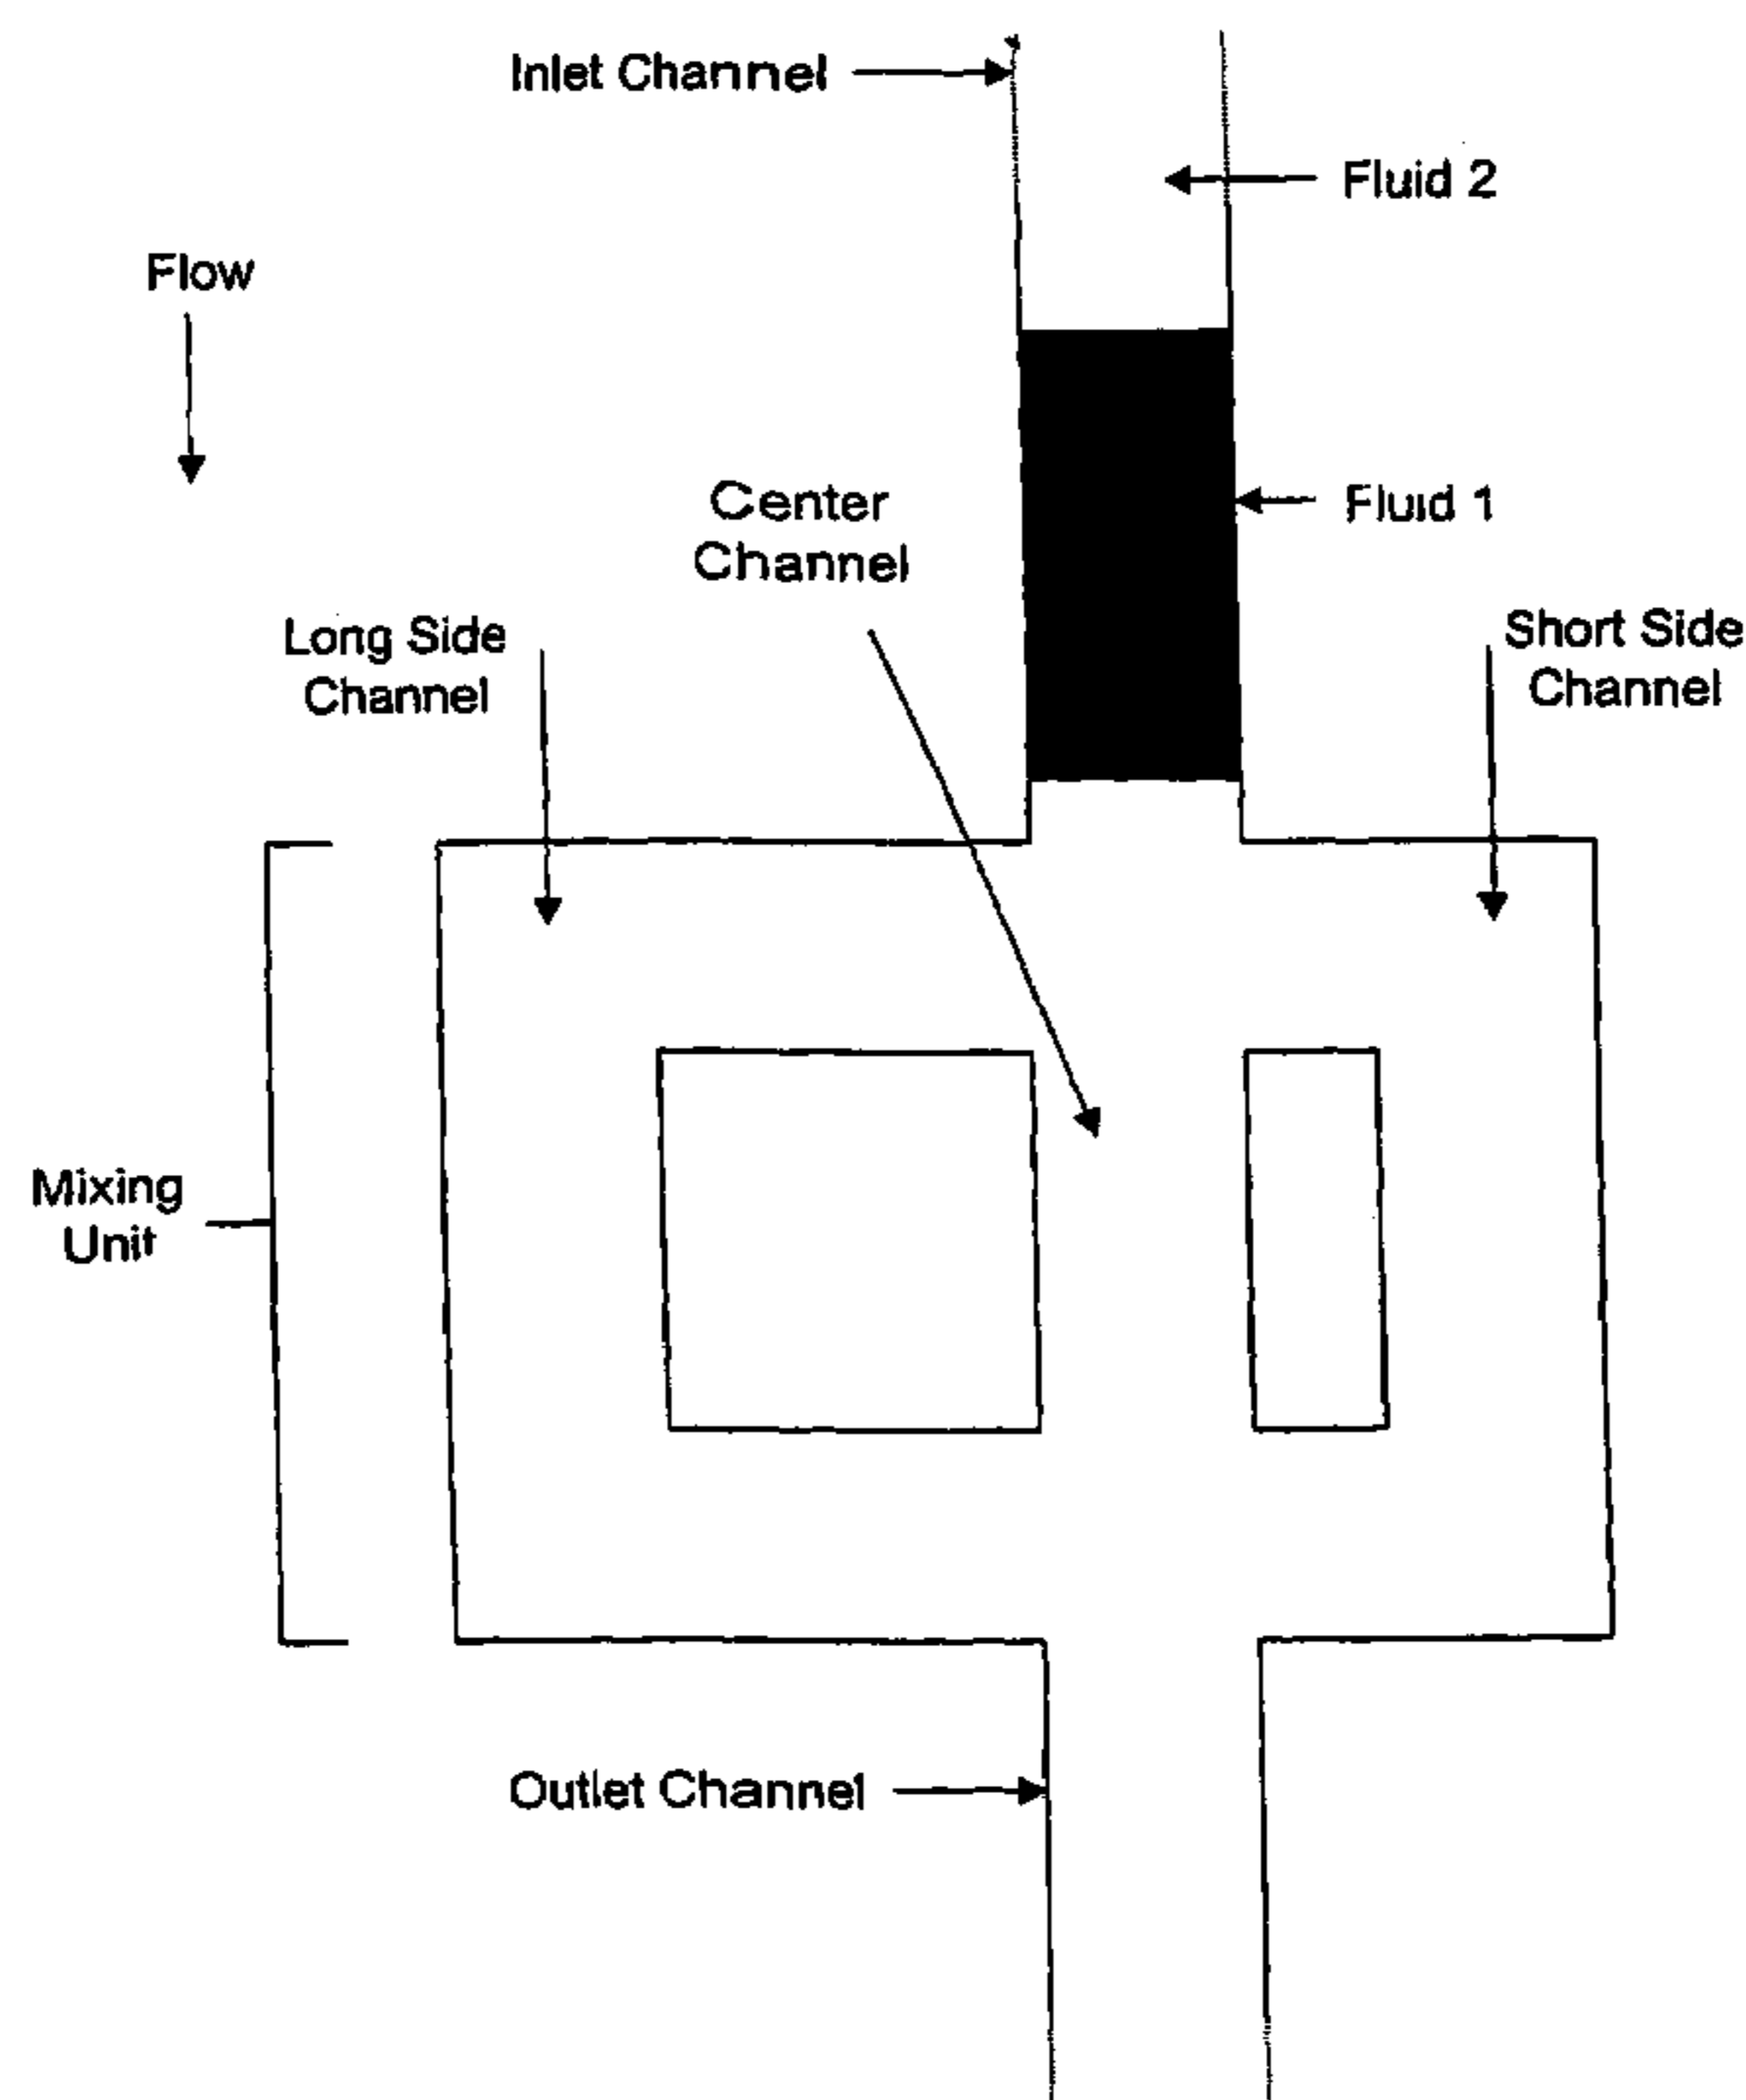 Inlet Channel
Fluid 2
Flow
Center
Channel
Fluid 1
Long Side
Channel
Short Side
Channel
Mixing
Unit
Outlet Channel